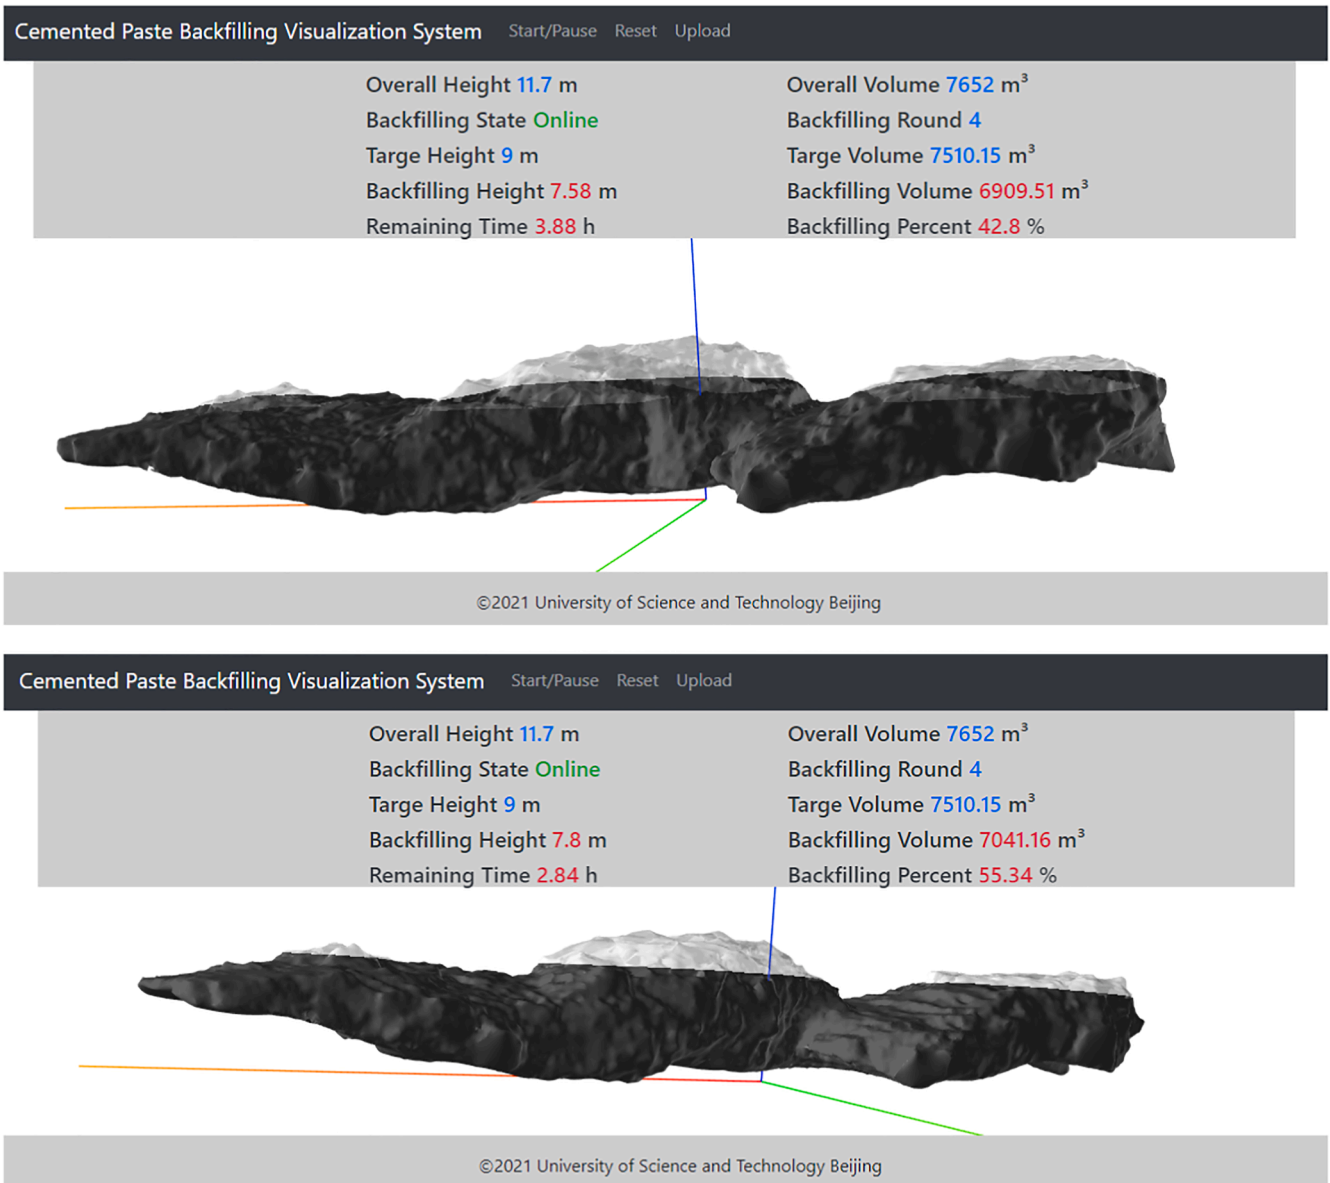 Cemented Paste Backfilling Visualization System Start/Pause Reset Upload
Overall Height 11.7 m
Overall Volume 7652 m³
Backfilling State Online
Backfilling Round 4
Targe Height 9 m
Targe Volume 7510.15 m³
Backfilling Height 7.58 m
Backfilling Volume 6909.51 m³
Remaining Time 3.88 h
Backfilling Percent 42.8 %
©2021 University of Science and Technology Beijing
Cemented Paste Backfilling Visualization System Start/Pause Reset Upload
Overall Height 11.7 m
Overall Volume 7652 m³
Backfilling State Online
Backfilling Round 4
Targe Height 9 m
Targe Volume 7510.15 m³
Backfilling Height 7.8 m
Backfilling Volume 7041.16 m³
Remaining Time 2.84 h
Backfilling Percent 55.34 %
©2021 University of Science and Technology Beijing